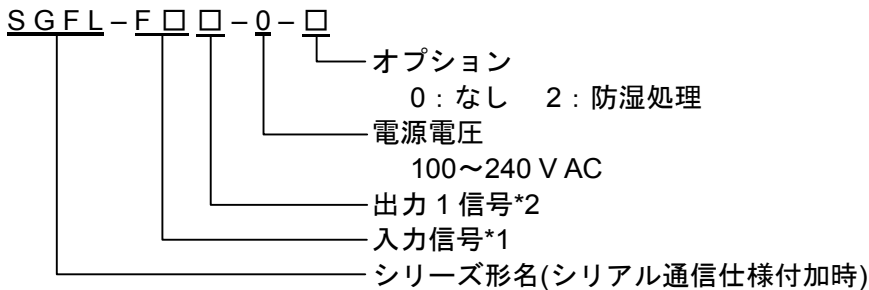 SGFL–F□□–0–□
オプション
0：なし 2：防湿処理
電源電圧
100～240 V AC
出力1信号*2
入力信号*1
シリーズ形名(シリアル通信仕様付加時)